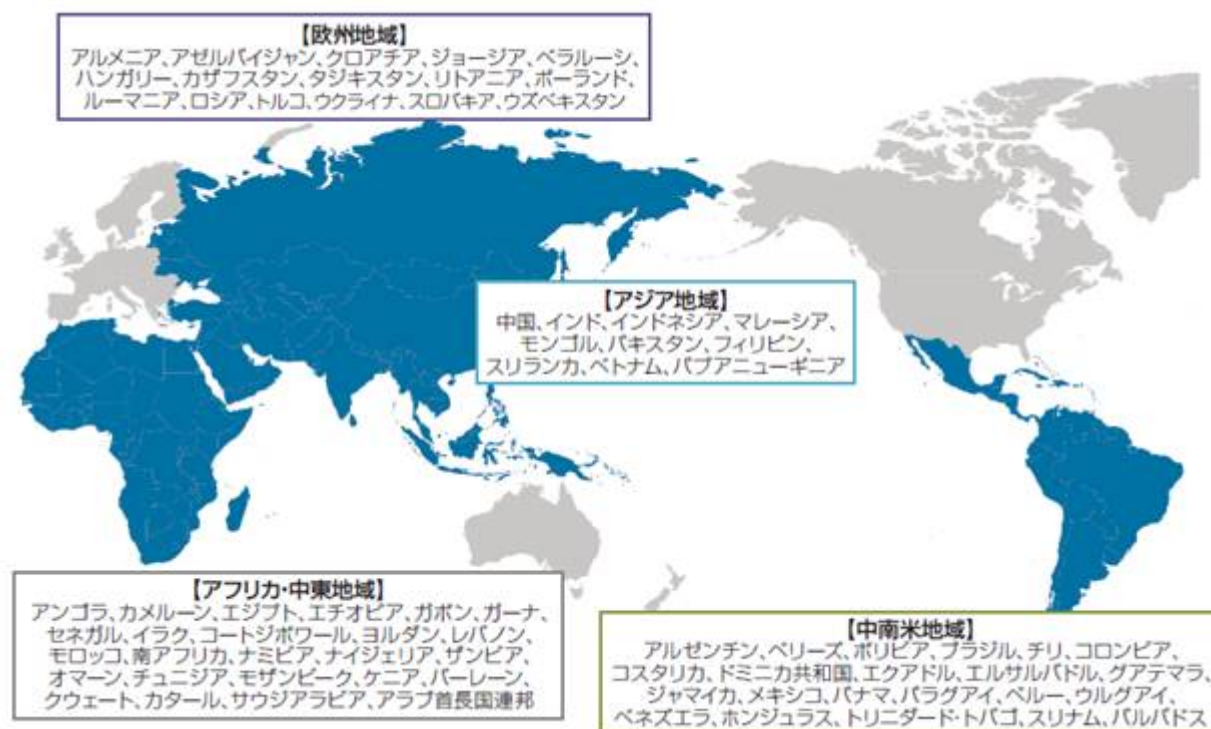 【欧州地域】
アルメニア、アゼルバイジャン、クロアチア、ジョージア、ベラルーシ、
ハンガリー、カザフスタン、タジキスタン、リトアニア、ポーランド、
ルーマニア、ロシア、トルコ、ウクライナ、スロバキア、ウズベキスタン
【アジア地域】
中国、インド、インドネシア、マレーシア、
モンゴル、パキスタン、フィリピン、
スリランカ、ベトナム、パプアニューギニア
【アフリカ・中東地域】
アンゴラ、カメルーン、エジプト、エチオピア、ガボン、ガーナ、
セネガル、イラク、コートジボワール、ヨルダン、レバノン、
モロッコ、南アフリカ、ナミビア、ナイジェリア、ザンビア、
オマーン、チュニジア、モザンビーク、ケニア、バーレーン、
クウェート、カタール、サウジアラビア、アラブ首長国連邦
【中南米地域】
アルゼンチン、ベリーズ、ボリビア、ブラジル、チリ、コロンビア、
コスタリカ、ドミニカ共和国、エクアドル、エルサルバドル、グアテマラ、
ジャマイカ、メキシコ、パナマ、パラグアイ、ペルー、ウルグアイ、
ベネズエラ、ホンジュラス、トリニダード・トバゴ、スリナム、バルバドス